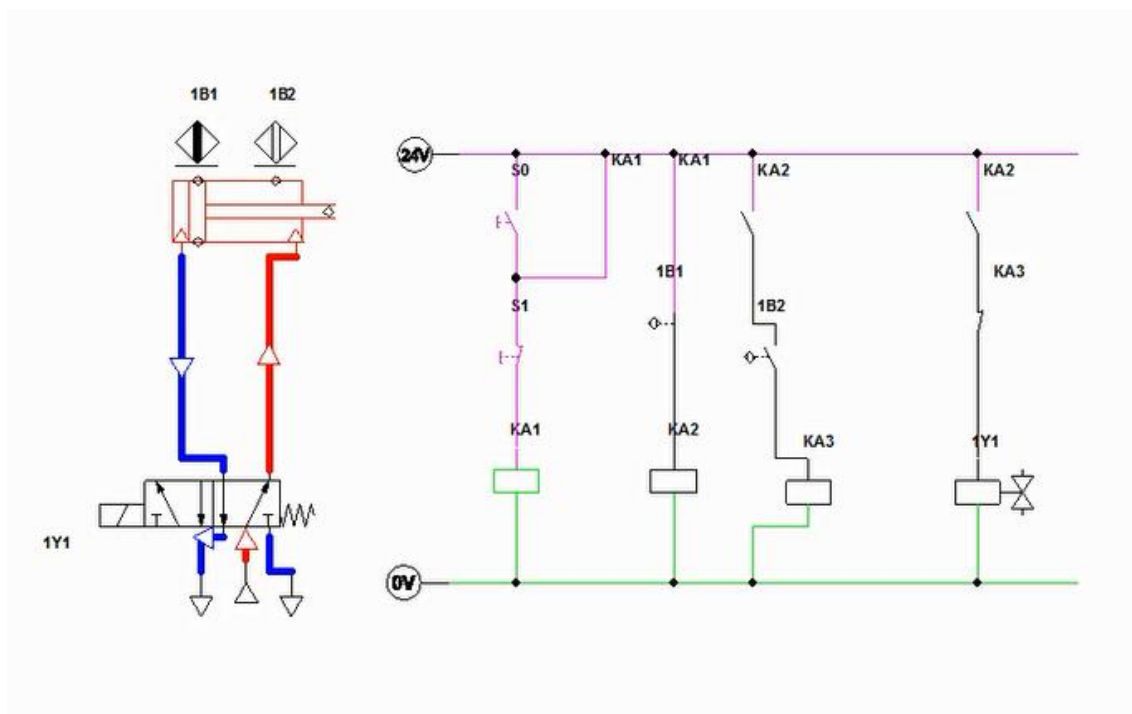 1B1 1B2
24V
S0 KA1 KA1 KA2 KA2
1B1 KA3
S1 1B2
KA1 KA2 KA3 1Y1
1Y1
0V